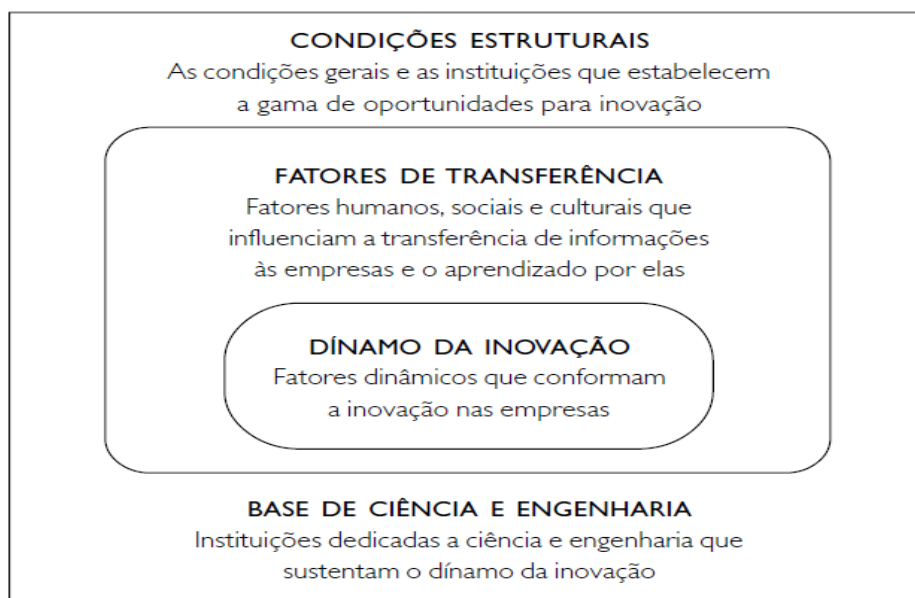 CONDIÇÕES ESTRUTURAIS
As condições gerais e as instituições que estabelecem
a gama de oportunidades para inovação
FATORES DE TRANSFERÊNCIA
Fatores humanos, sociais e culturais que
influenciam a transferência de informações
às empresas e o aprendizado por elas
DÍNAMO DA INOVAÇÃO
Fatores dinâmicos que conformam
a inovação nas empresas
BASE DE CIÊNCIA E ENGENHARIA
Instituições dedicadas a ciência e engenharia que
sustentam o dínamo da inovação